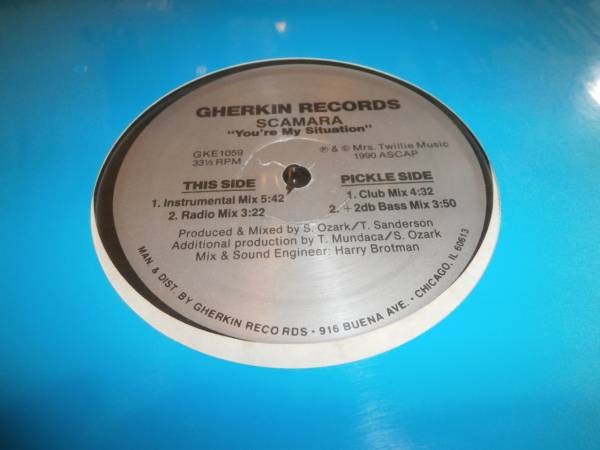 GHERKIN RECORDS
SCAMARA
"You're My Situation"
GKE1059
33⅓ RPM
℗ & © Mrs. Twillie Music
1990 ASCAP
THIS SIDE
1. Instrumental Mix 5:42
2. Radio Mix 3:22
PICKLE SIDE
1. Club Mix 4:32
2. +2db Bass Mix 3:50
Produced & Mixed by S. Ozark/T. Sanderson
Additional production by T. Mundaca/S. Ozark
Mix & Sound Engineer: Harry Brotman
MAN. & DIST. BY GHERKIN RECORDS • 916 BUENA AVE. • CHICAGO, IL 60613